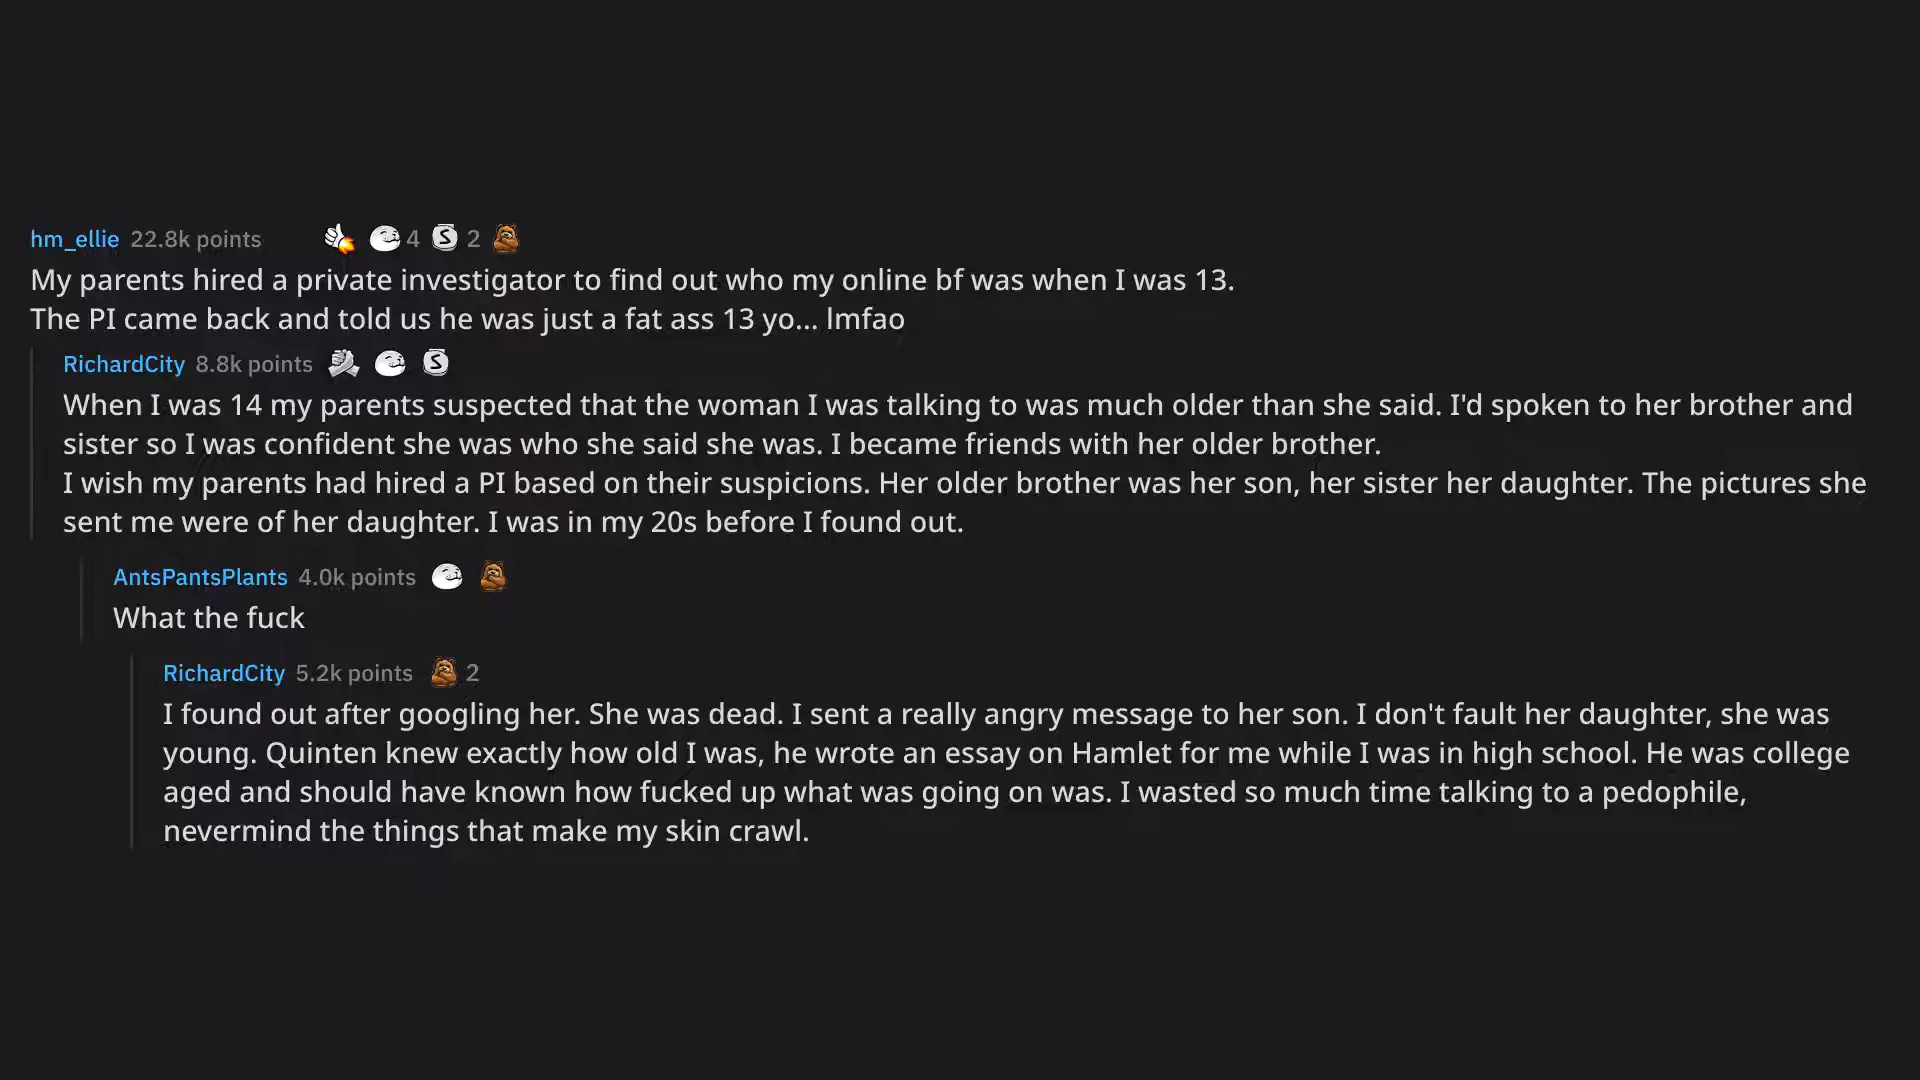 hm_ellie 22.8k points 4 2
My parents hired a private investigator to find out who my online bf was when I was 13.
The PI came back and told us he was just a fat ass 13 yo... lmfao
RichardCity 8.8k points
When I was 14 my parents suspected that the woman I was talking to was much older than she said. I'd spoken to her brother and
sister so I was confident she was who she said she was. I became friends with her older brother.
I wish my parents had hired a PI based on their suspicions. Her older brother was her son, her sister her daughter. The pictures she
sent me were of her daughter. I was in my 20s before I found out.
AntsPantsPlants 4.0k points
What the fuck
RichardCity 5.2k points 2
I found out after googling her. She was dead. I sent a really angry message to her son. I don't fault her daughter, she was
young. Quinten knew exactly how old I was, he wrote an essay on Hamlet for me while I was in high school. He was college
aged and should have known how fucked up what was going on was. I wasted so much time talking to a pedophile,
nevermind the things that make my skin crawl.